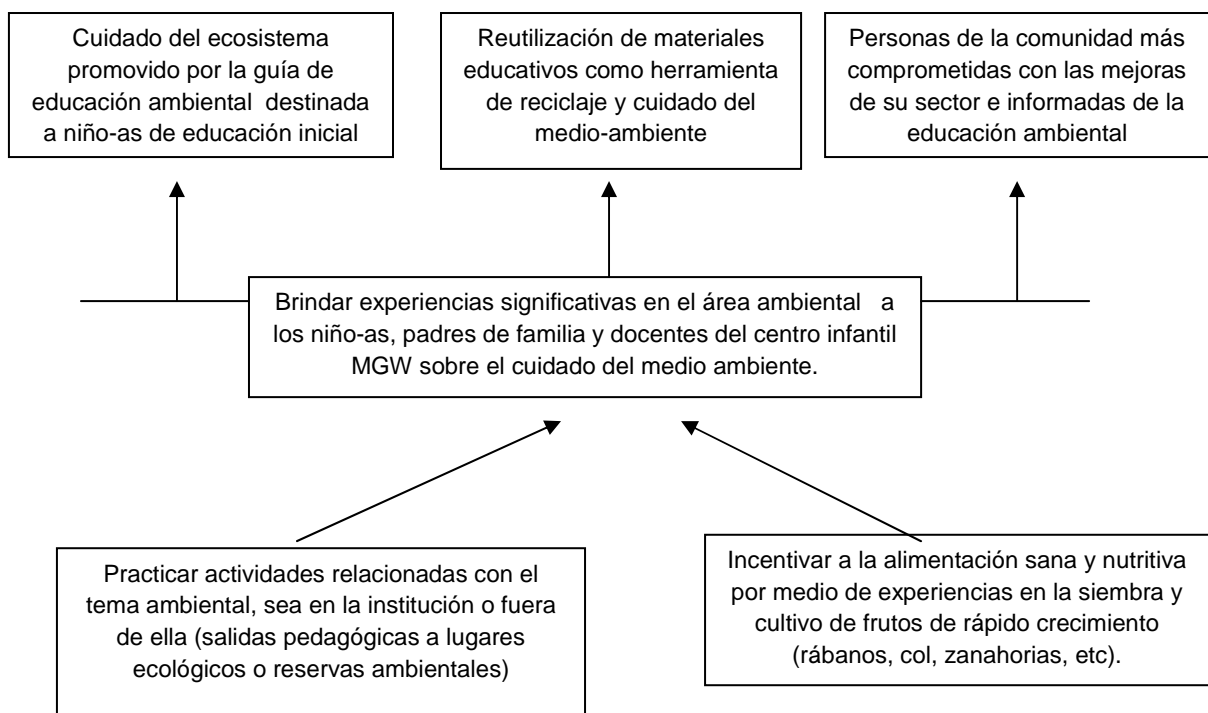 Cuidado del ecosistema
promovido por la guía de
educación ambiental  destinada
a niño-as de educación inicial
Reutilización de materiales
educativos como herramienta
de reciclaje y cuidado del
medio-ambiente
Personas de la comunidad más
comprometidas con las mejoras
de su sector e informadas de la
educación ambiental
Brindar experiencias significativas en el área ambiental   a
los niño-as, padres de familia y docentes del centro infantil
MGW sobre el cuidado del medio ambiente.
Practicar actividades relacionadas con el
tema ambiental, sea en la institución o fuera
de ella (salidas pedagógicas a lugares
ecológicos o reservas ambientales)
Incentivar a la alimentación sana y nutritiva
por medio de experiencias en la siembra y
cultivo de frutos de rápido crecimiento
(rábanos, col, zanahorias, etc).